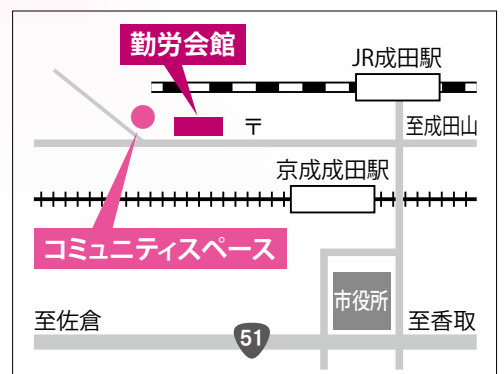 勤労会館
JR成田駅
〒
至成田山
京成成田駅
コミュニティスペース
市役所
至佐倉
至香取
51